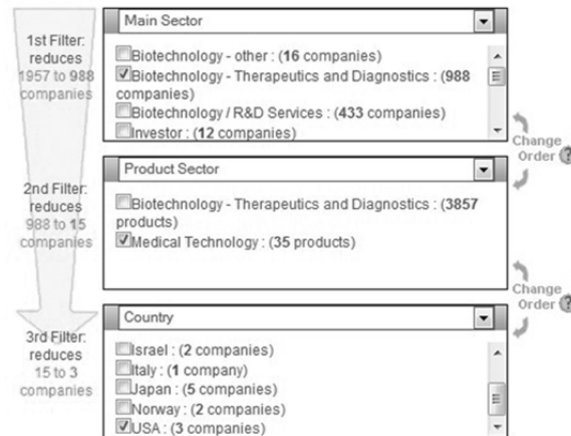 1st Filter:
reduces
1957 to 988
companies
Main Sector
Biotechnology - other : (16 companies)
Biotechnology - Therapeutics and Diagnostics : (988
companies)
Biotechnology / R&D Services : (433 companies)
Investor : (12 companies)
Change
Order ?
2nd Filter:
reduces
988 to 15
companies
Product Sector
Biotechnology - Therapeutics and Diagnostics : (3857
products)
Medical Technology : (35 products)
Change
Order ?
3rd Filter:
reduces
15 to 3
companies
Country
Israel : (2 companies)
Italy : (1 company)
Japan : (5 companies)
Norway : (2 companies)
USA : (3 companies)